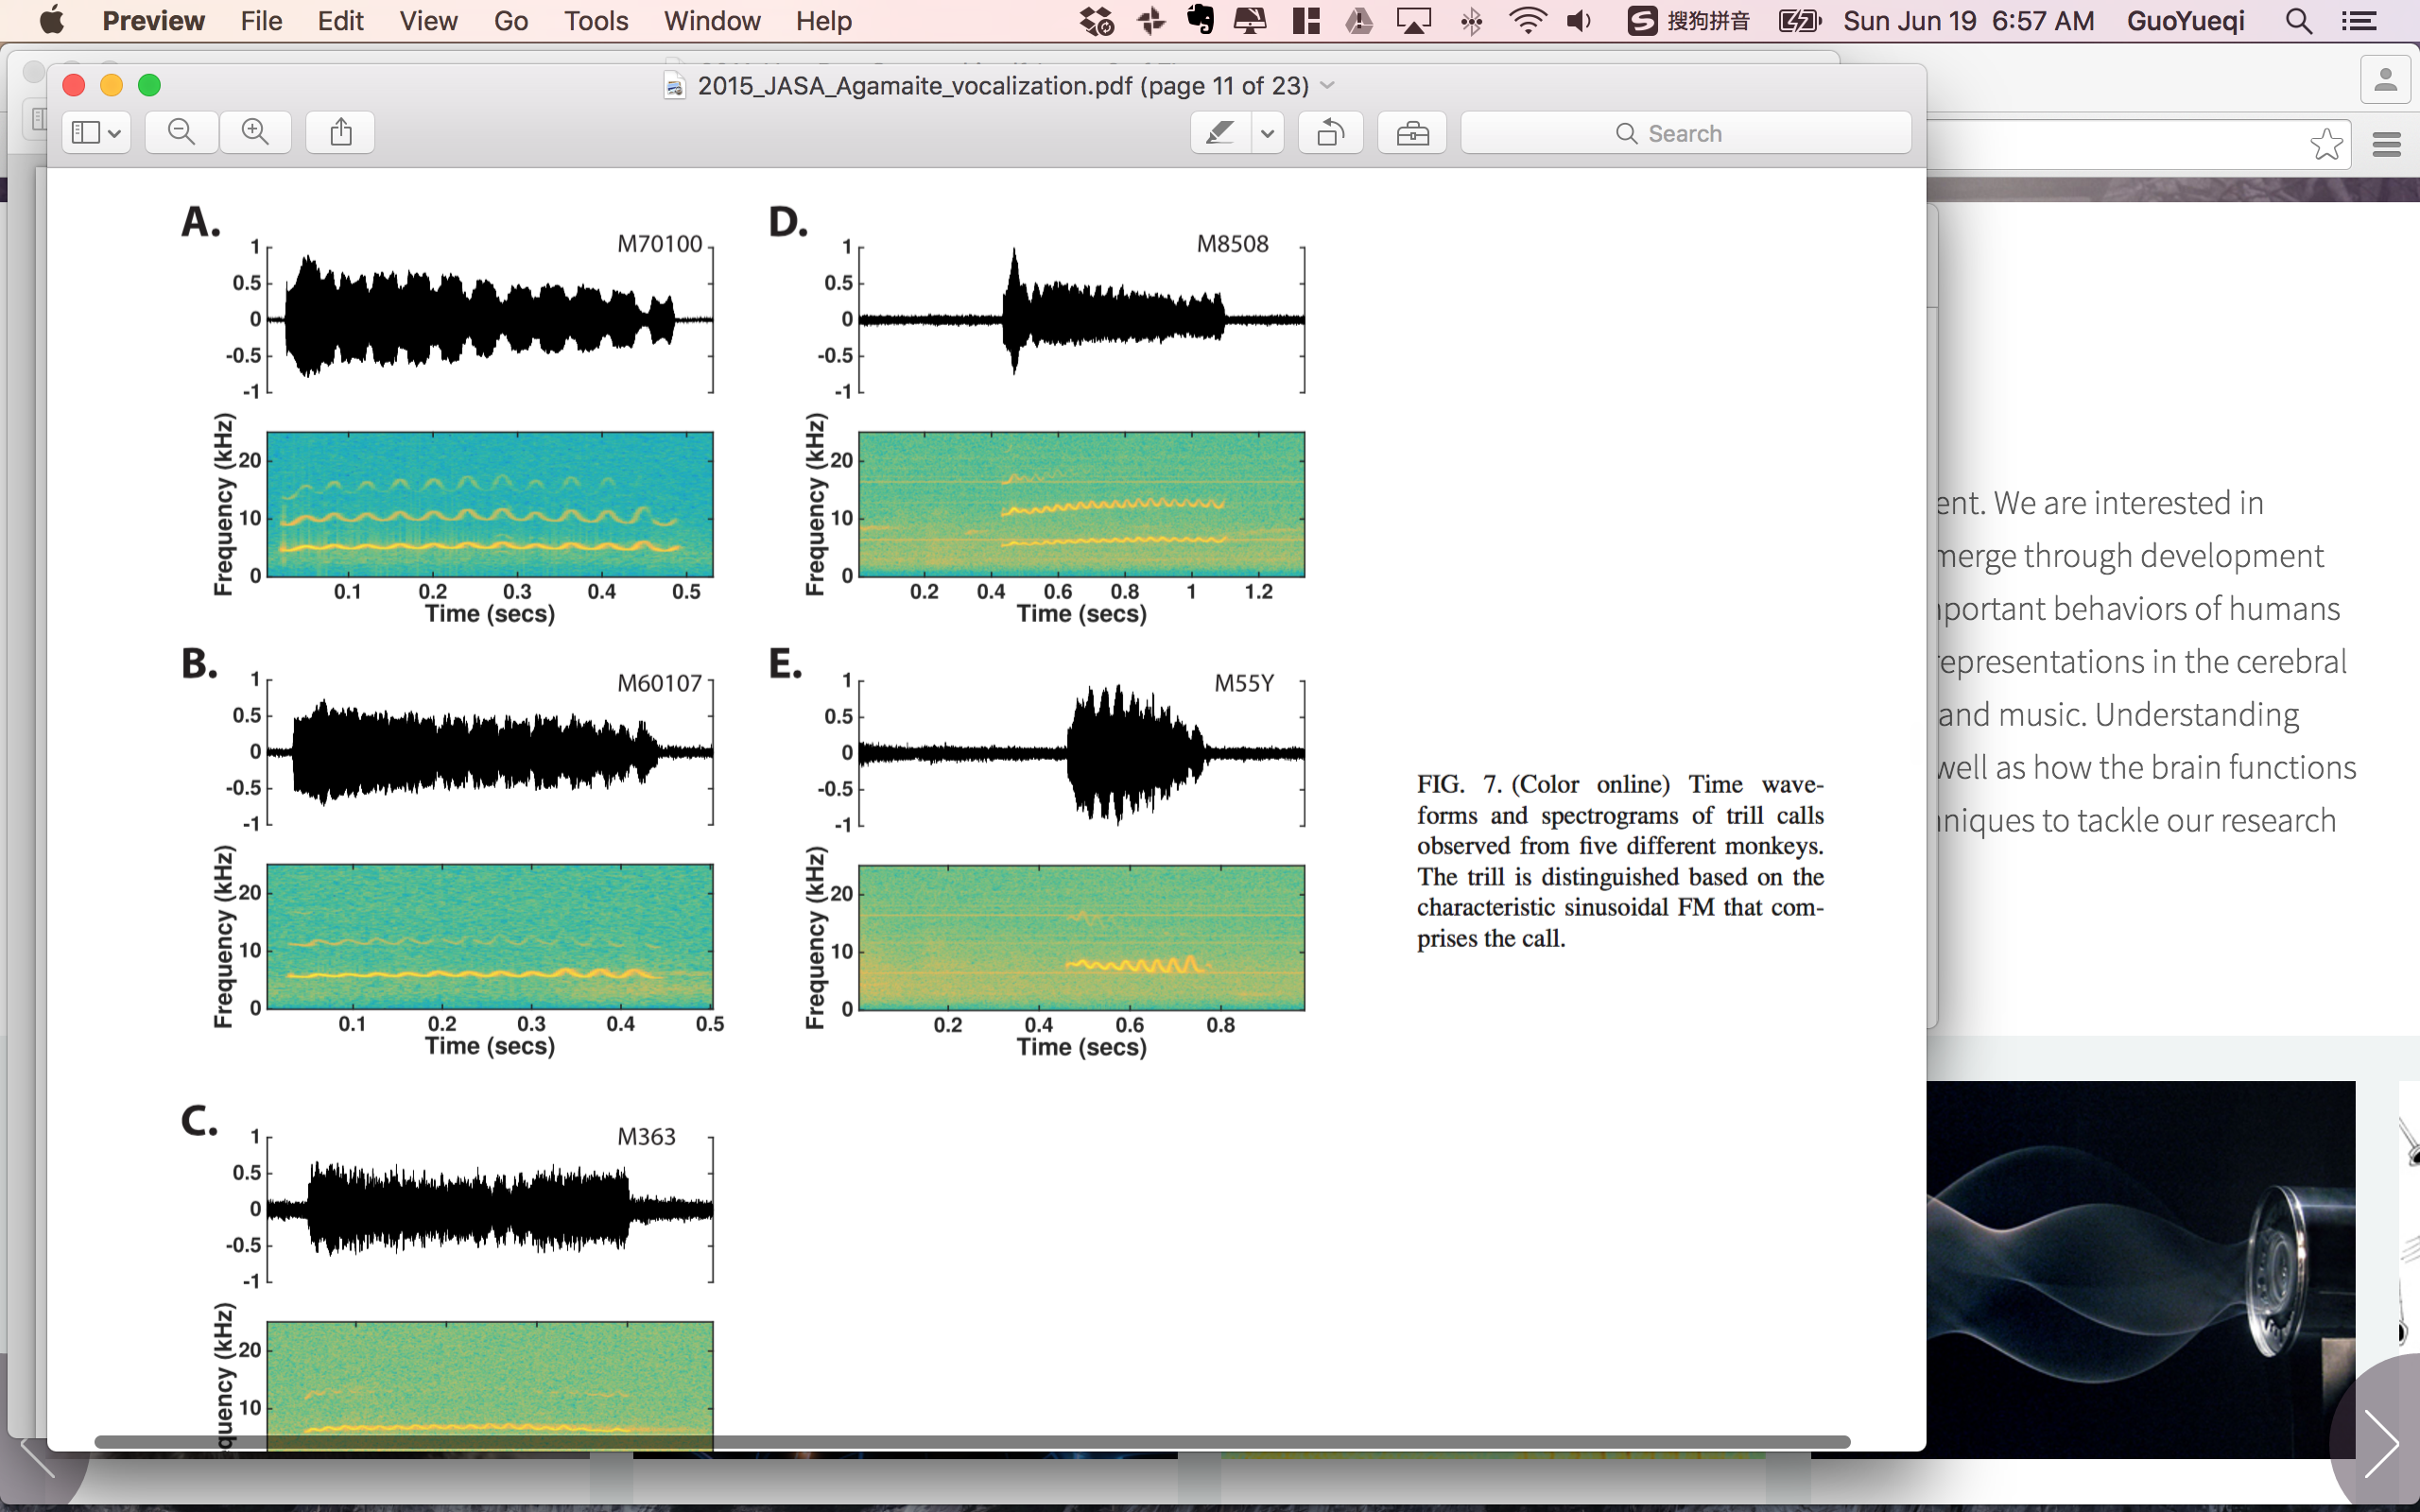 Preview File Edit View Go Tools Window Help 搜狗拼音 Sun Jun 19 6:57 AM GuoYueqi
2015_JASA_Agamaite_vocalization.pdf (page 11 of 23)
Search
A.
M70100
1
0.5
0
-0.5
-1
Frequency (kHz)
20
10
0
0.1 0.2 0.3 0.4 0.5
Time (secs)
B.
M60107
1
0.5
0
-0.5
-1
Frequency (kHz)
20
10
0
0.1 0.2 0.3 0.4 0.5
Time (secs)
C.
M363
1
0.5
0
-0.5
-1
quency (kHz)
20
10
D.
M8508
1
0.5
0
-0.5
-1
Frequency (kHz)
20
10
0
0.2 0.4 0.6 0.8 1 1.2
Time (secs)
E.
M55Y
1
0.5
0
-0.5
-1
Frequency (kHz)
20
10
0
0.2 0.4 0.6 0.8
Time (secs)
FIG. 7. (Color online) Time wave-
forms and spectrograms of trill calls
observed from five different monkeys.
The trill is distinguished based on the
characteristic sinusoidal FM that com-
prises the call.
ent. We are interested in
merge through development
portant behaviors of humans
epresentations in the cerebral
and music. Understanding
well as how the brain functions
niques to tackle our research